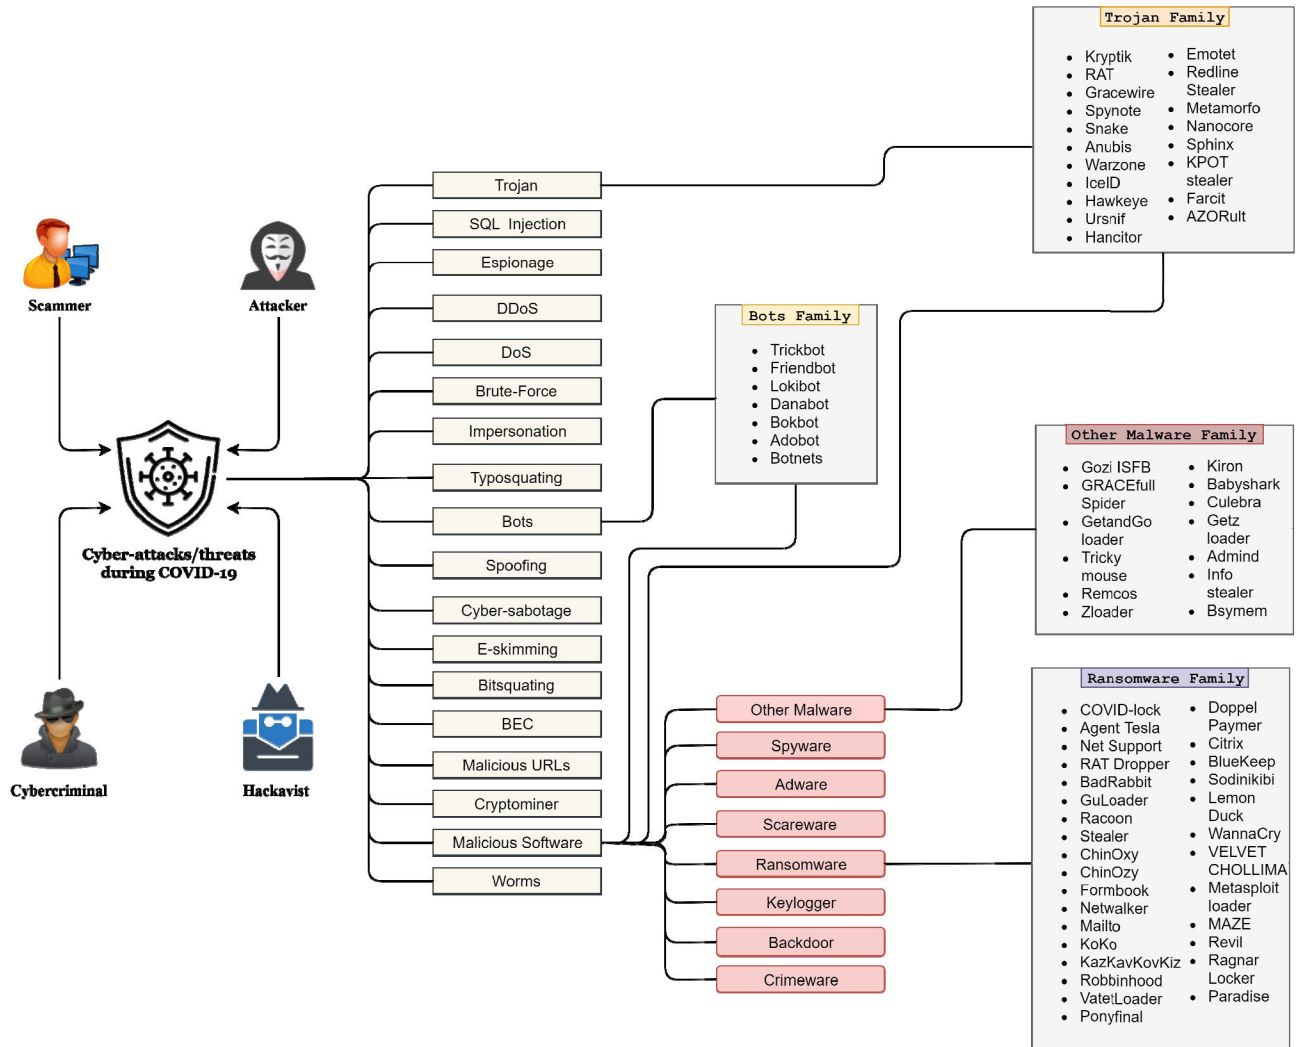 Scammer
Attacker
Cyber-attacks/threats
during COVID-19
Cybercriminal
Hackavist
Trojan
SQL Injection
Espionage
DDoS
DoS
Brute-Force
Impersonation
Typosquating
Bots
Spoofing
Cyber-sabotage
E-skimming
Bitsquating
BEC
Malicious URLs
Cryptominer
Malicious Software
Worms
Bots Family
Trickbot
Friendbot
Lokibot
Danabot
Bokbot
Adobot
Botnets
Other Malware
Spyware
Adware
Scareware
Ransomware
Keylogger
Backdoor
Crimeware
Trojan Family
Kryptik
RAT
Gracewire
Spynote
Snake
Anubis
Warzone
IceID
Hawkeye
Ursnif
Hancitor
Emotet
Redline
Stealer
Metamorfo
Nanocore
Sphinx
KPOT
stealer
Farcit
AZORult
Other Malware Family
Gozi ISFB
GRACEfull
Spider
GetandGo
loader
Tricky
mouse
Remcos
Zloader
Kiron
Babyshark
Culebra
Getz
loader
Admind
Info
stealer
Bsymem
Ransomware Family
COVID-lock
Agent Tesla
Net Support
RAT Dropper
BadRabbit
GuLoader
Racoon
Stealer
ChinOxy
ChinOzy
Formbook
Netwalker
Mailto
KoKo
KazKavKovKiz
Robbinhood
VatetLoader
Ponyfinal
Doppel
Paymer
Citrix
BlueKeep
Sodinikibi
Lemon
Duck
WannaCry
VELVET
CHOLLIMA
Metasploit
loader
MAZE
Revil
Ragnar
Locker
Paradise